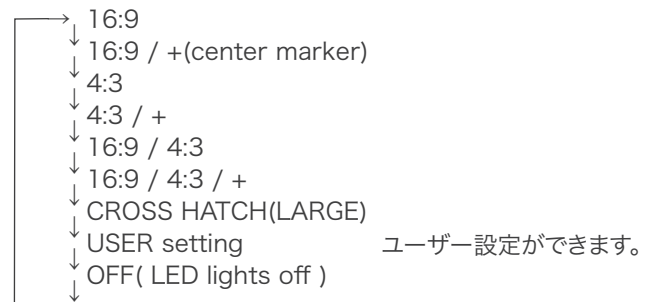 16:9
16:9 / +(center marker)
4:3
4:3 / +
16:9 / 4:3
16:9 / 4:3 / +
CROSS HATCH(LARGE)
USER setting ユーザー設定ができます。
OFF( LED lights off )